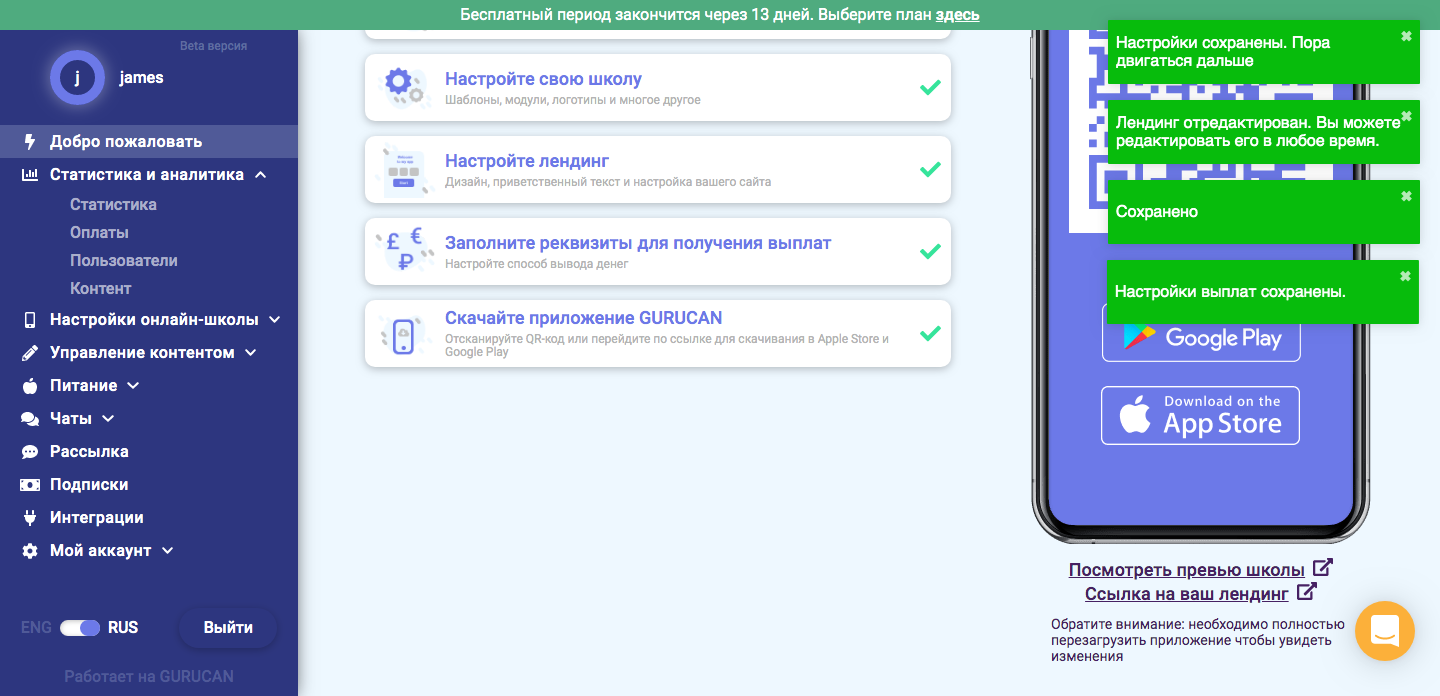 Бесплатный период закончится через 13 дней. Выберите план здесь
Beta версия
j
james
Добро пожаловать
Статистика и аналитика
Статистика
Оплаты
Пользователи
Контент
Настройки онлайн-школы
Управление контентом
Питание
Чаты
Рассылка
Подписки
Интеграции
Мой аккаунт
ENG
RUS
Выйти
Работает на GURUCAN
Настройте свою школу
Шаблоны, модули, логотипы и многое другое
Настройте лендинг
Дизайн, приветственный текст и настройка вашего сайта
£ € ₽
Заполните реквизиты для получения выплат
Настройте способ вывода денег
Скачайте приложение GURUCAN
Отсканируйте QR-код или перейдите по ссылке для скачивания в Apple Store и
Google Play
Настройки сохранены. Пора
двигаться дальше
Лендинг отредактирован. Вы можете
редактировать его в любое время.
Сохранено
Настройки выплат сохранены.
Google Play
Download on the
App Store
Посмотреть превью школы
Ссылка на ваш лендинг
Обратите внимание: необходимо полностью
перезагрузить приложение чтобы увидеть
изменения